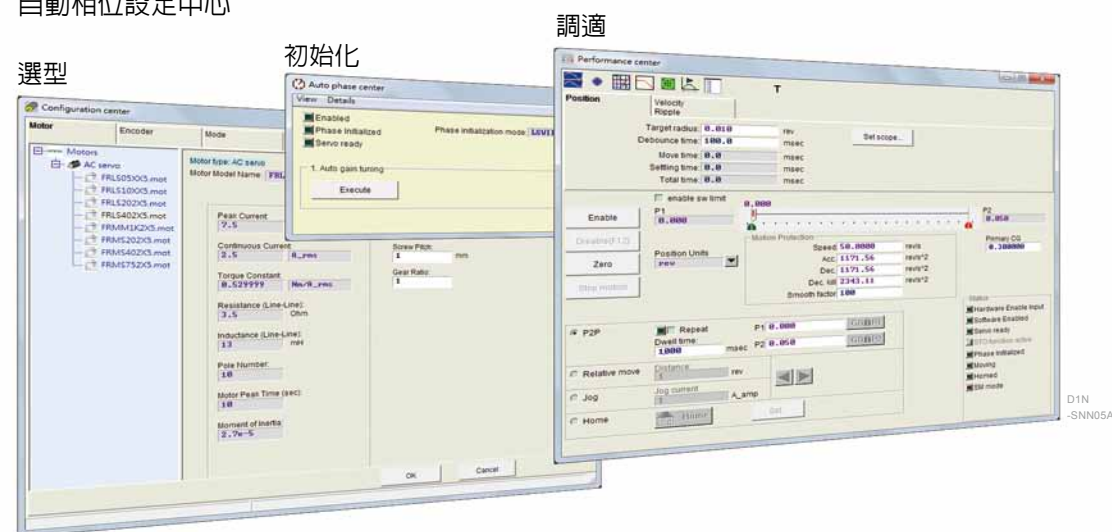 自動相位設定中心
選型
初始化
調適
Configuration center
Motor
Encoder
Mode
Motors
AC servo
FRLS05XX5.mot
FRLS10XX5.mot
FRLS202X5.mot
FRLS402X5.mot
FRMM1K2X5.mot
FRMS202X5.mot
FRMS402X5.mot
FRMS752X5.mot
Motor type: AC servo
Motor Model Name
Peak Current
7.5
Continuous Current
2.5 A_rms
Torque Constant
0.529999 Nm/A_rms
Resistance (Line-Line):
3.5 Ohm
Inductance (Line-Line)
13 mH
Pole Number:
10
Motor Peak Time (sec):
10
Moment of Inertia:
2.7e-5
Screw Pitch:
1 mm
Gear Ratio:
1
OK
Cancel
Auto phase center
View Details
Enabled
Phase Initialized
Servo ready
Phase initialization mode:
1. Auto gain tuning
Execute
Performance center
T
Position
Velocity Ripple
Target radius: 0.010 rev
Debounce time: 100.0 msec
Move time: 0.0 msec
Settling time: 0.0 msec
Total time: 0.0 msec
Set scope...
enable sw limit
0.000
Enable
P1
0.000
P2
0.050
Disable(F12)
Zero
Stop motion
Position Units
rev
Motion Protection
Speed 50.0000 rev/s
Acc. 1171.56 rev/s^2
Dec. 1171.56 rev/s^2
Dec. kill 2343.11 rev/s^2
Smooth factor 100
Primary CG
0.300000
P2P
Repeat
Dwell time:
1000 msec
P1 0.000
P2 0.050
Relative move
Distance
1 rev
Jog
Jog current
1 A_amp
Home
Home
Set
Status
Hardware Enable Input
Software Enabled
Servo ready
STO function active
Phase Initialized
Moving
Homed
SM mode
D1N
-SNN05A